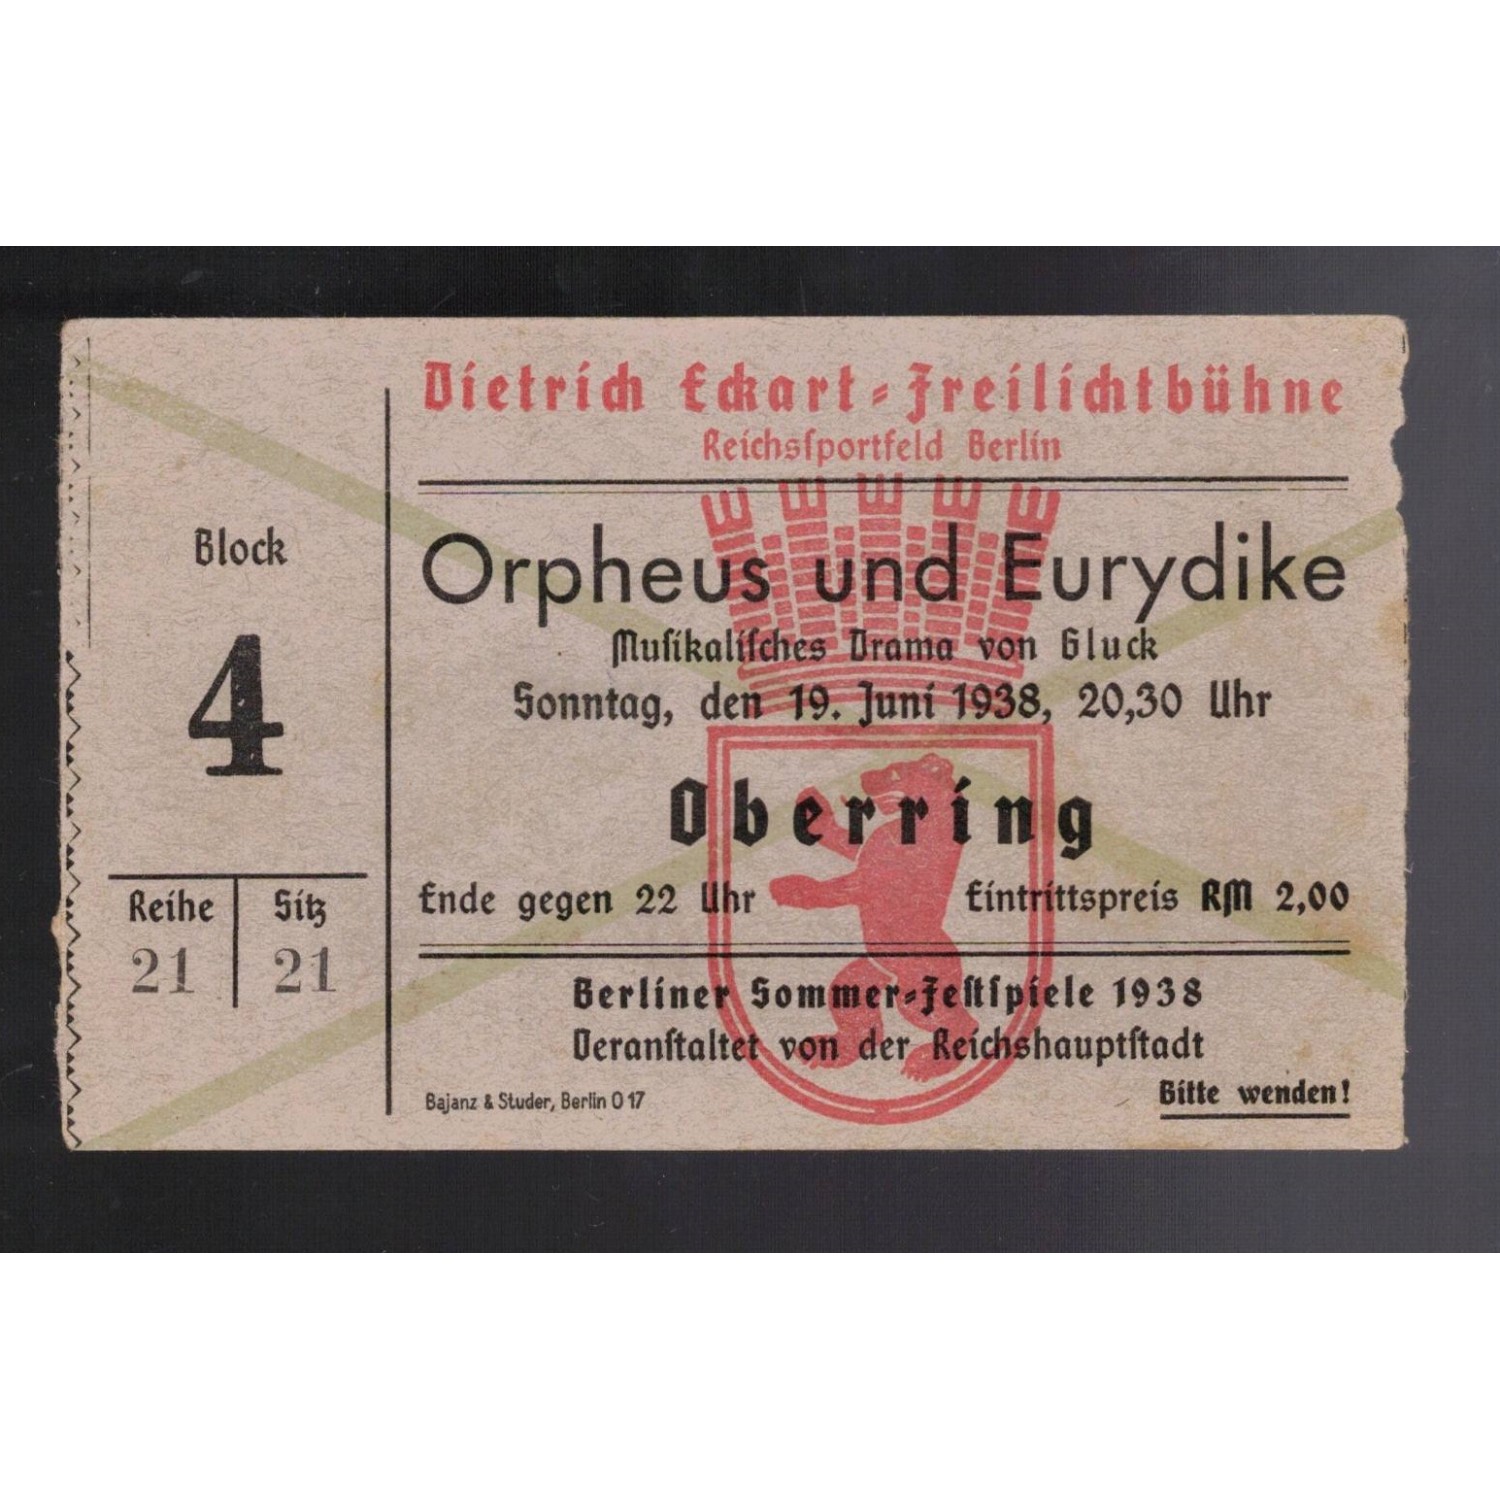 Dietrich Eckart-Freilichtbühne
Reichsſportfeld Berlin
Orpheus und Eurydike
Muſikaliſches Drama von Gluck
Sonntag, den 19. Juni 1938, 20,30 Uhr
Oberring
Ende gegen 22 Uhr Eintrittspreis RM 2,00
Berliner Sommer-Feſtſpiele 1938
Veranſtaltet von der Reichshauptſtadt
Bajanz & Studer, Berlin O 17
Bitte wenden!
Block
4
Reihe Sitz
21 21